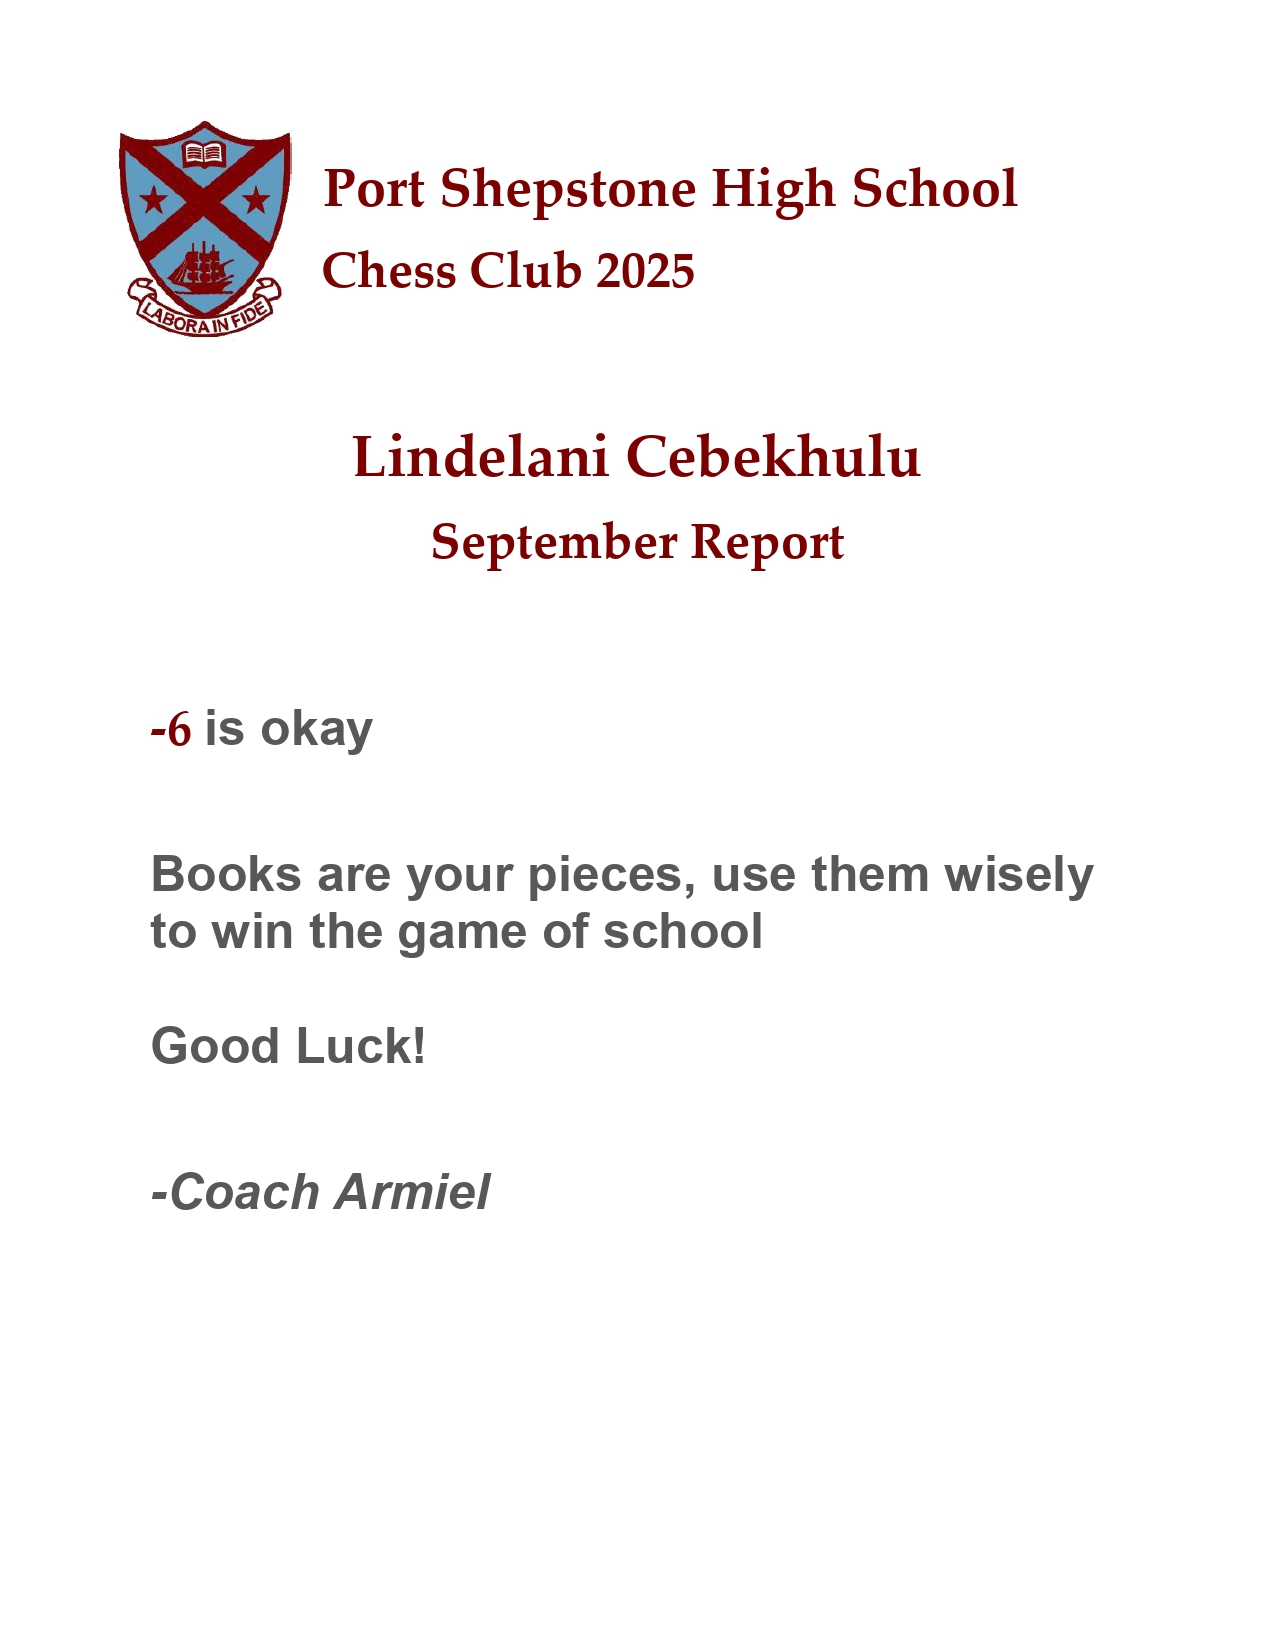 Port Shepstone High School
Chess Club 2025
LABORA IN FIDE
Lindelani Cebekhulu
September Report
-6 is okay
Books are your pieces, use them wisely
to win the game of school
Good Luck!
-Coach Armiel